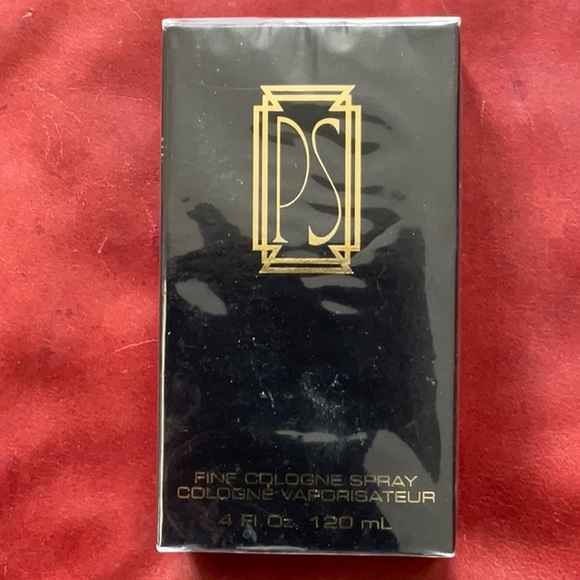 PS
FINE COLOGNE SPRAY
COLOGNE VAPORISATEUR
4 Fl. Oz. 120 mL